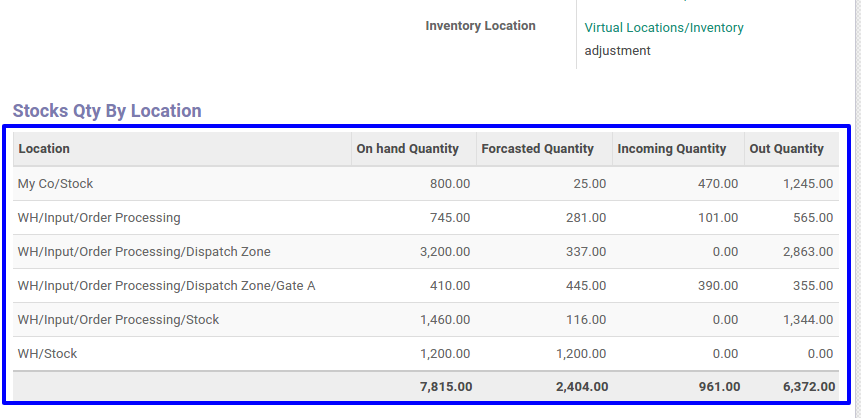 Inventory Location Virtual Locations/Inventory
adjustment
Stocks Qty By Location
Location On hand Quantity Forcasted Quantity Incoming Quantity Out Quantity
My Co/Stock 800.00 25.00 470.00 1,245.00
WH/Input/Order Processing 745.00 281.00 101.00 565.00
WH/Input/Order Processing/Dispatch Zone 3,200.00 337.00 0.00 2,863.00
WH/Input/Order Processing/Dispatch Zone/Gate A 410.00 445.00 390.00 355.00
WH/Input/Order Processing/Stock 1,460.00 116.00 0.00 1,344.00
WH/Stock 1,200.00 1,200.00 0.00 0.00
7,815.00 2,404.00 961.00 6,372.00